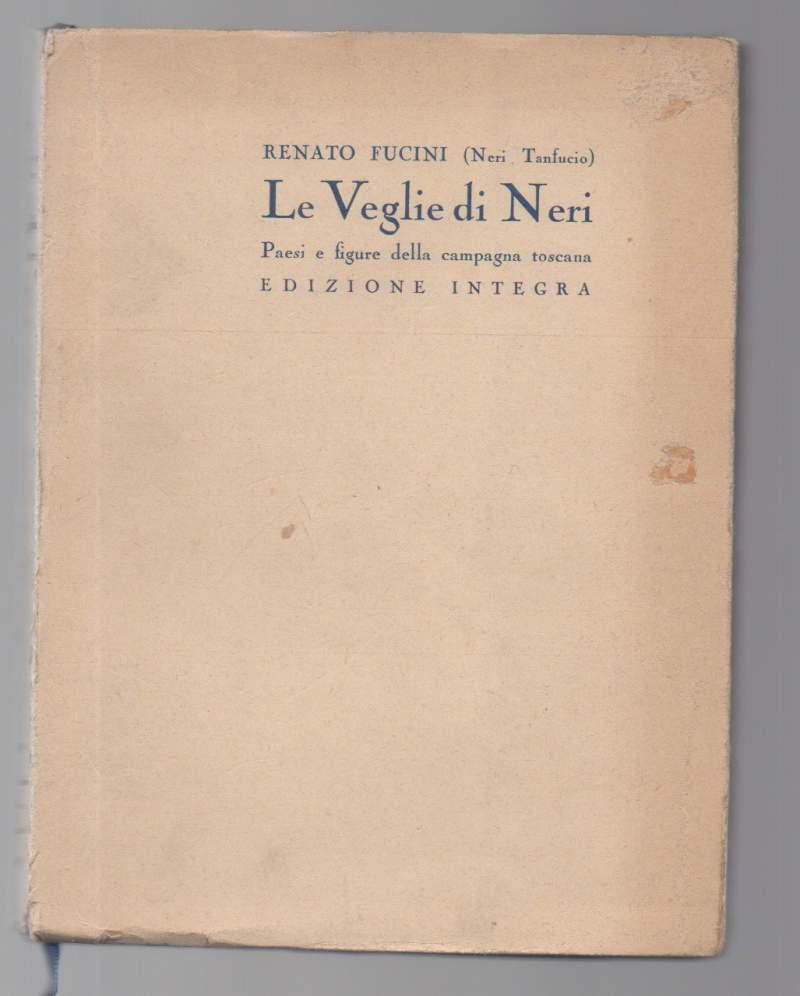 RENATO FUCINI (Neri Tanfucio)
Le Veglie di Neri
Paesi e figure della campagna toscana
EDIZIONE INTEGRA